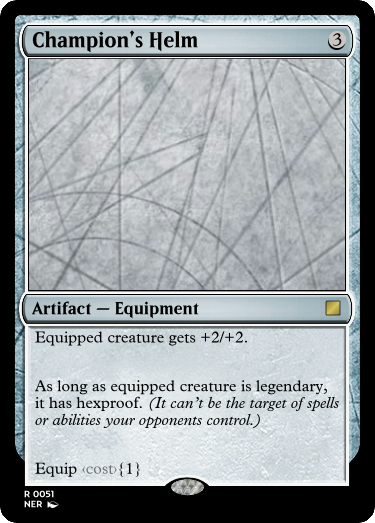 Champion's Helm
3
Artifact — Equipment
Equipped creature gets +2/+2.
As long as equipped creature is legendary,
it has hexproof. (It can't be the target of spells
or abilities your opponents control.)
Equip ‹cost›{1}
R 0051
NER